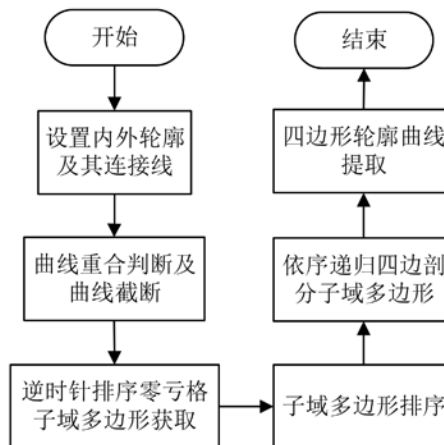 开始
设置内外轮廓
及其连接线
曲线重合判断及
曲线截断
逆时针排序零亏格
子域多边形获取
子域多边形排序
依序递归四边剖
分子域多边形
四边形轮廓曲线
提取
结束